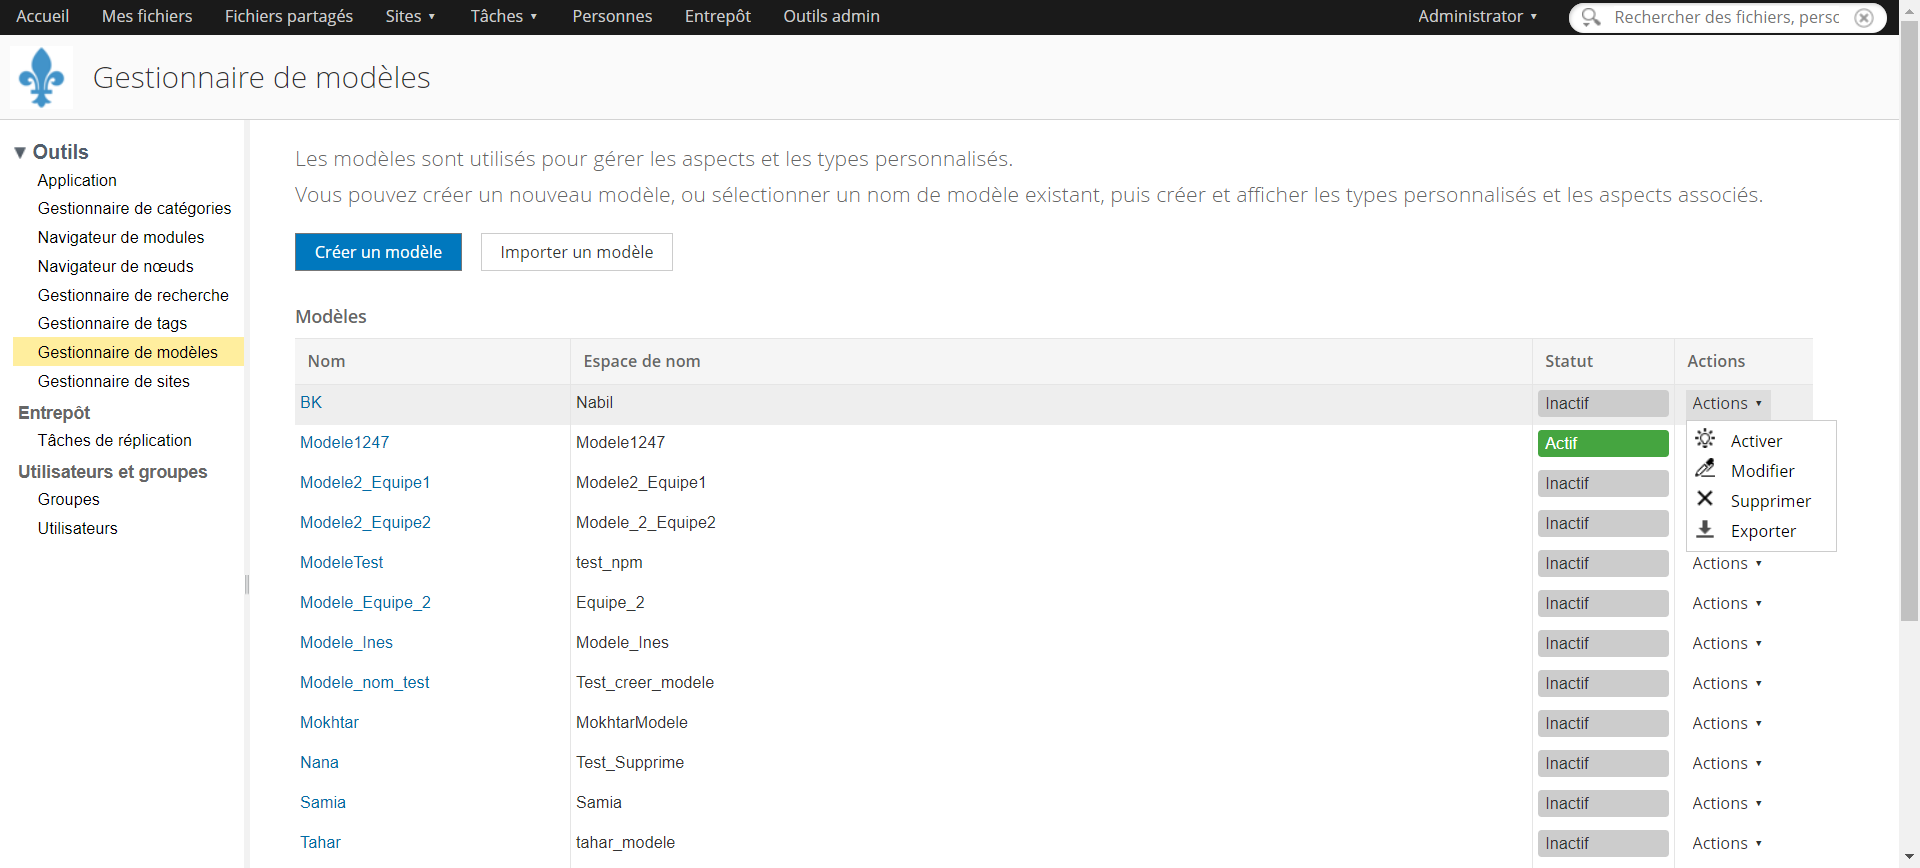 Accueil Mes fichiers Fichiers partagés Sites ▼ Tâches ▼ Personnes Entrepôt Outils admin Administrator ▼ Rechercher des fichiers, persc
Gestionnaire de modèles
▼ Outils
Application
Gestionnaire de catégories
Navigateur de modules
Navigateur de nœuds
Gestionnaire de recherche
Gestionnaire de tags
Gestionnaire de modèles
Gestionnaire de sites
Entrepôt
Tâches de réplication
Utilisateurs et groupes
Groupes
Utilisateurs
Les modèles sont utilisés pour gérer les aspects et les types personnalisés.
Vous pouvez créer un nouveau modèle, ou sélectionner un nom de modèle existant, puis créer et afficher les types personnalisés et les aspects associés.
Créer un modèle Importer un modèle
Modèles
Nom Espace de nom Statut Actions
BK Nabil Inactif Actions ▼
Modele1247 Modele1247 Actif
Modele2_Equipe1 Modele2_Equipe1 Inactif
Modele2_Equipe2 Modele_2_Equipe2 Inactif
Activer
Modifier
Supprimer
Exporter
ModeleTest test_npm Inactif Actions ▼
Modele_Equipe_2 Equipe_2 Inactif Actions ▼
Modele_Ines Modele_Ines Inactif Actions ▼
Modele_nom_test Test_creer_modele Inactif Actions ▼
Mokhtar MokhtarModele Inactif Actions ▼
Nana Test_Supprime Inactif Actions ▼
Samia Samia Inactif Actions ▼
Tahar tahar_modele Inactif Actions ▼